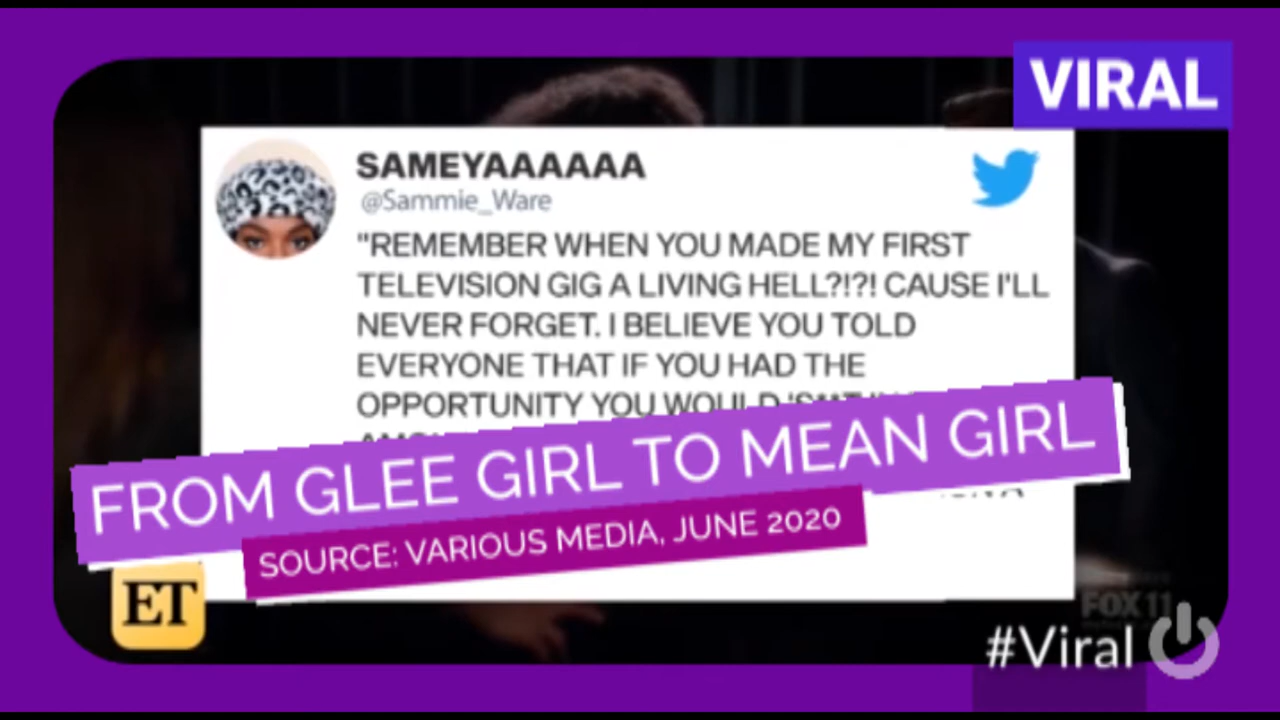 VIRAL
SAMEYAAAAAA
@Sammie_Ware
"REMEMBER WHEN YOU MADE MY FIRST
TELEVISION GIG A LIVING HELL?!?! CAUSE I'LL
NEVER FORGET. I BELIEVE YOU TOLD
EVERYONE THAT IF YOU HAD THE
OPPORTUNITY YOU WOULD
FROM GLEE GIRL TO MEAN GIRL
SOURCE: VARIOUS MEDIA, JUNE 2020
ET
FOX 11
#Viral